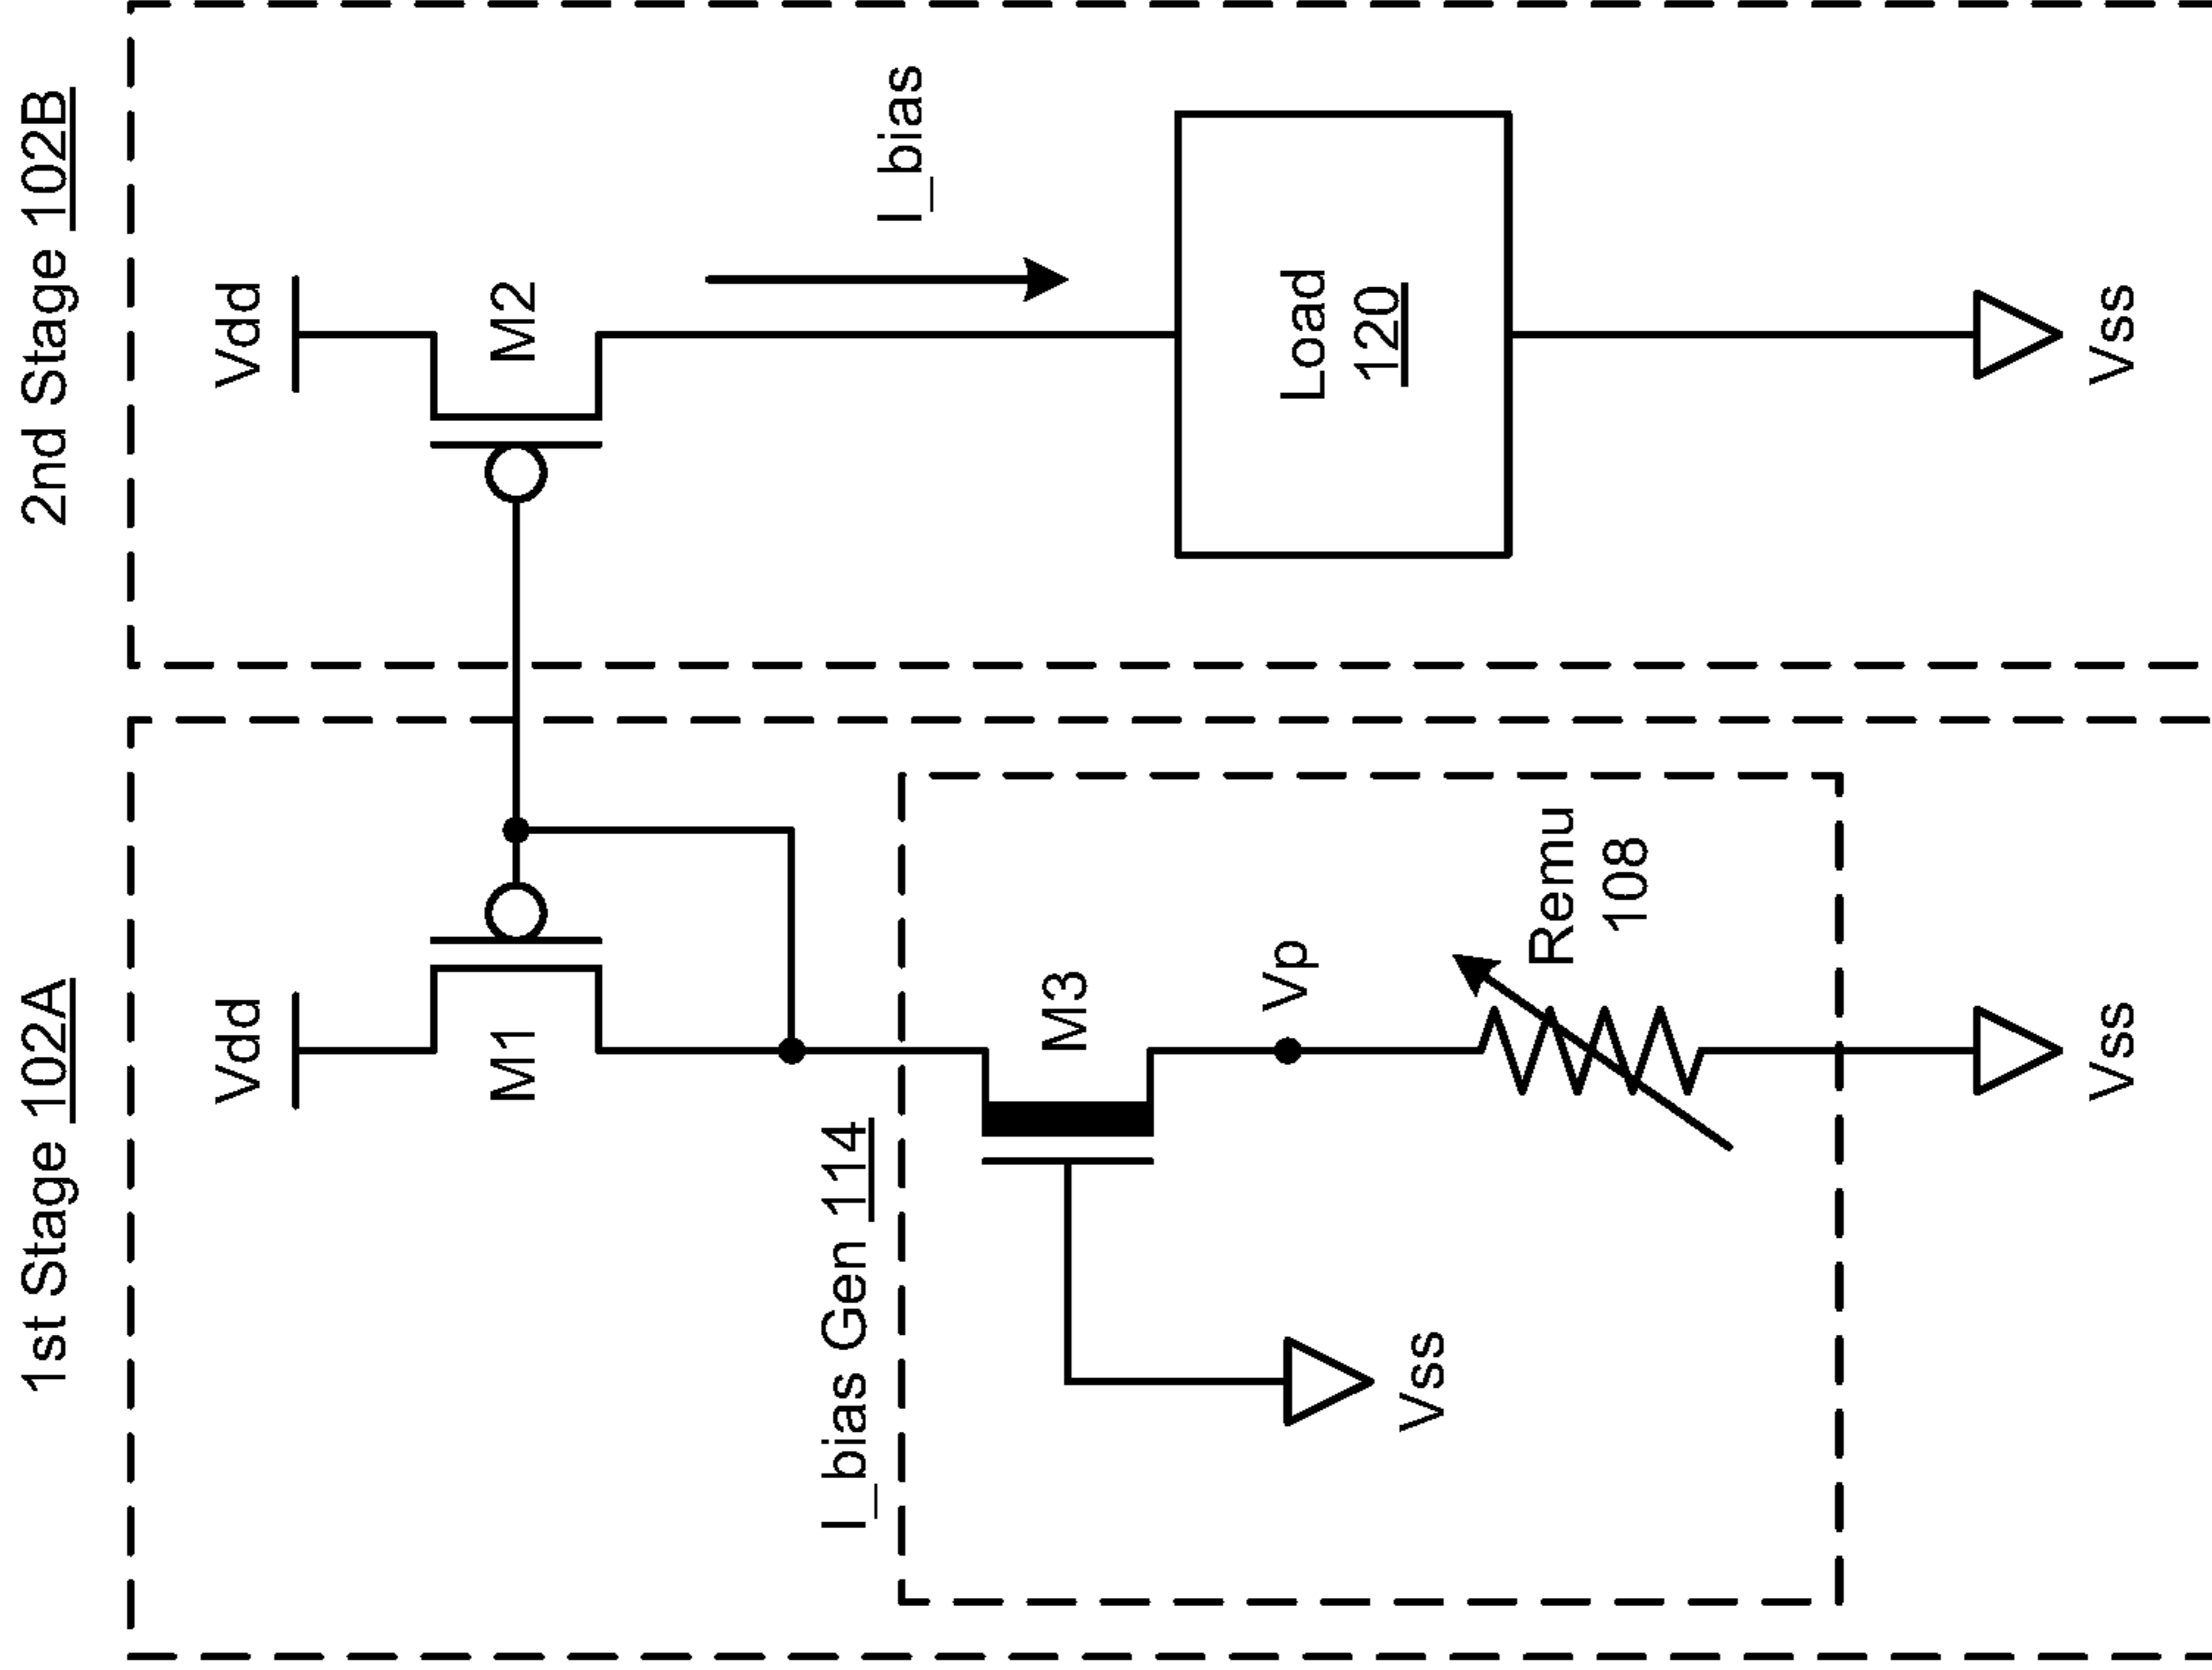 1st Stage 102A
2nd Stage 102B
Vdd
Vdd
M1
M2
I_bias
I_bias Gen 114
M3
Vp
Load
120
Vss
Remu
108
Vss
Vss